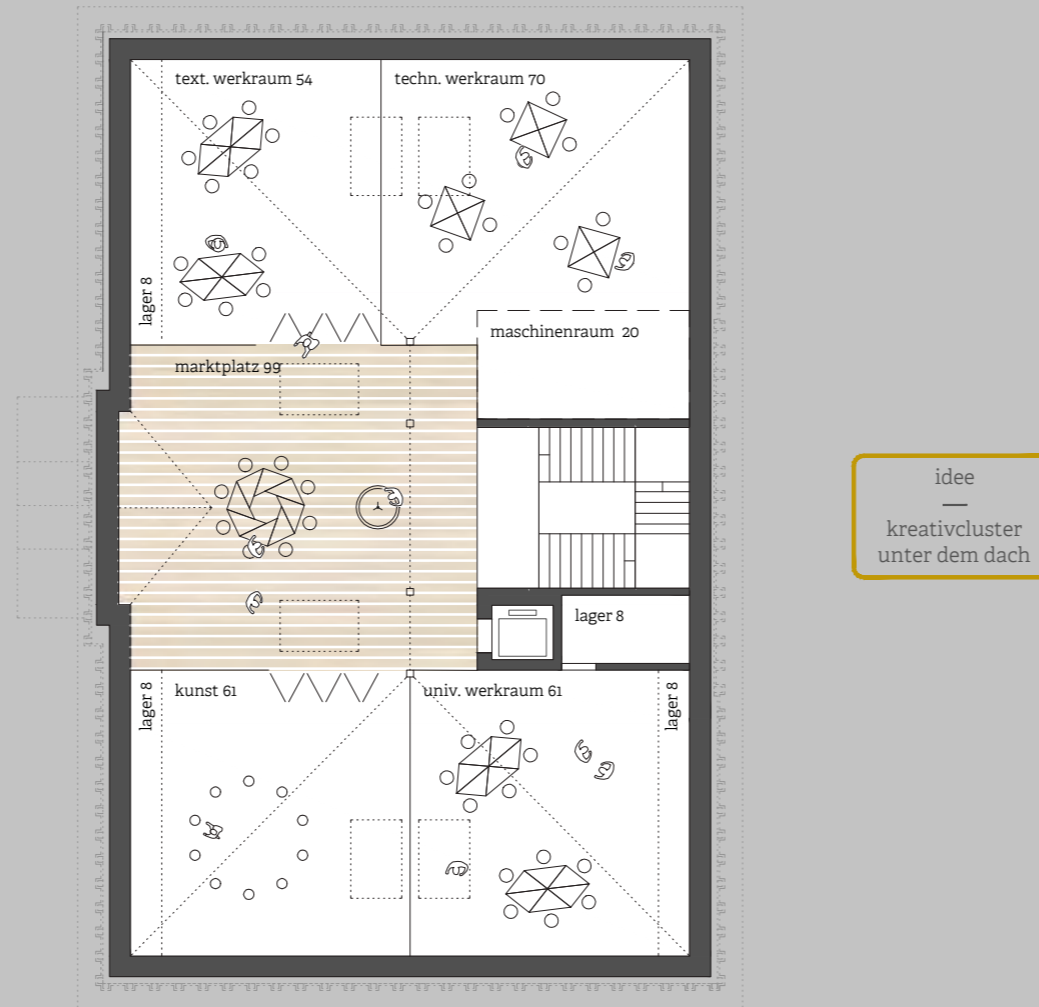 text. werkraum 54
techn. werkraum 70
lager 8
maschinenraum 20
marktplatz 99
lager 8
lager 8
kunst 61
univ. werkraum 61
lager 8
idee
—
kreativcluster
unter dem dach